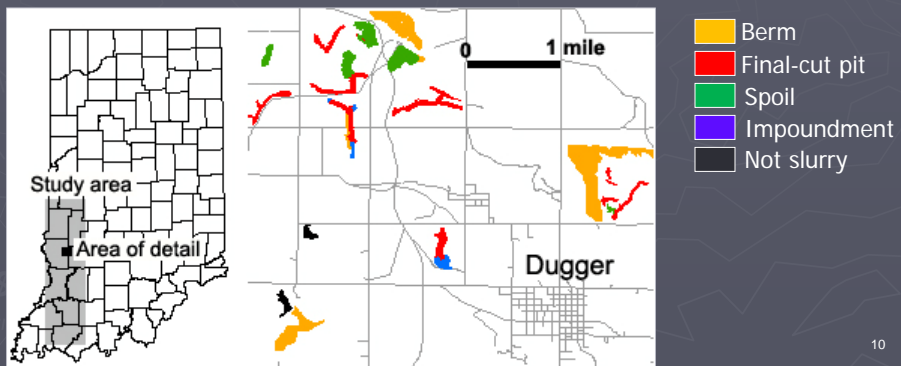 Study area
Area of detail
0 1 mile
Dugger
Berm
Final-cut pit
Spoil
Impoundment
Not slurry
10